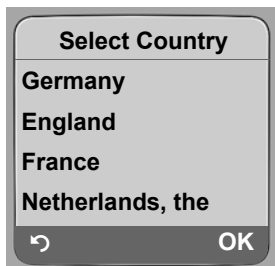 Select Country
Germany
England
France
Netherlands, the
OK